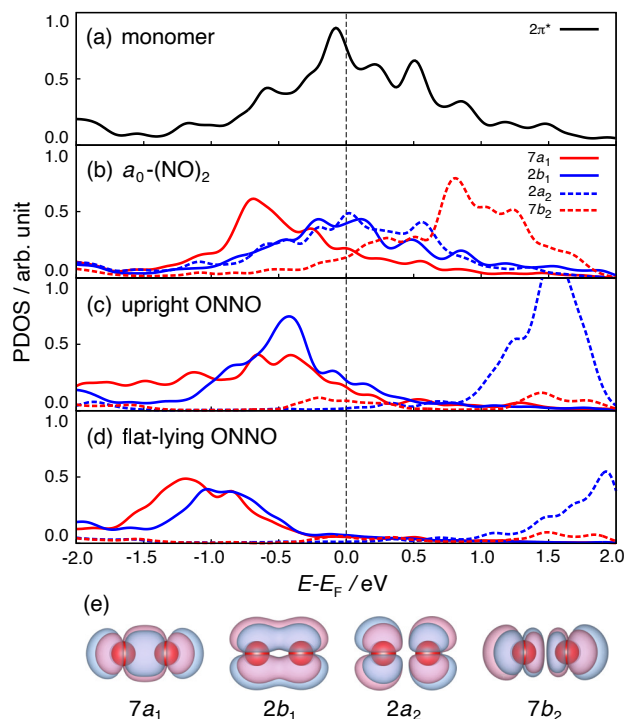 (a) monomer
2π*
1.0
0.5
0.0
(b) a₀-(NO)₂
7a₁
2b₁
2a₂
7b₂
1.0
0.5
0.0
(c) upright ONNO
1.0
0.5
0.0
(d) flat-lying ONNO
1.0
0.5
0.0
PDOS / arb. unit
-2.0 -1.5 -1.0 -0.5 0.0 0.5 1.0 1.5 2.0
E-E_F / eV
(e)
7a₁ 2b₁ 2a₂ 7b₂